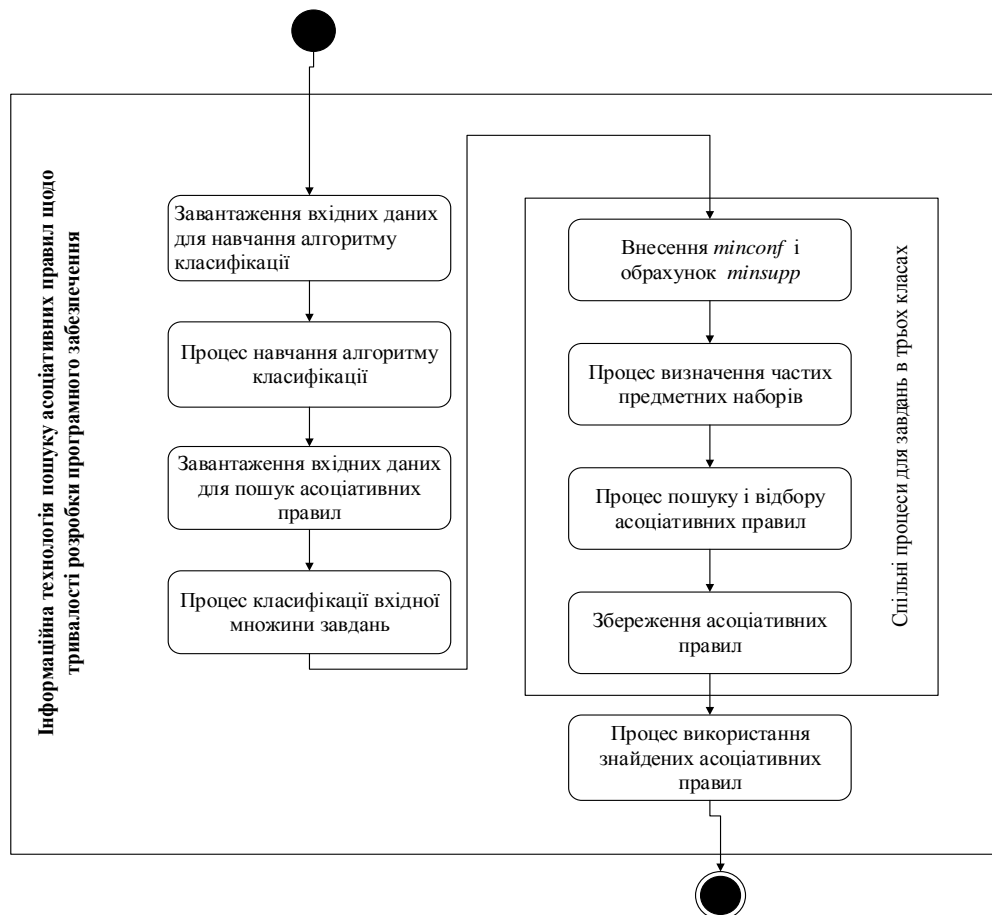 Інформаційна технологія пошуку асоціативних правил щодо
тривалості розробки програмного забезпечення
Завантаження вхідних даних
для навчання алгоритму
класифікації
Процес навчання алгоритму
класифікації
Завантаження вхідних даних
для пошук асоціативних
правил
Процес класифікації вхідної
множини завдань
Внесення minconf і
обрахунок minsupp
Процес визначення частих
предметних наборів
Процес пошуку і відбору
асоціативних правил
Збереження асоціативних
правил
Спільні процеси для завдань в трьох класах
Процес використання
знайдених асоціативних
правил